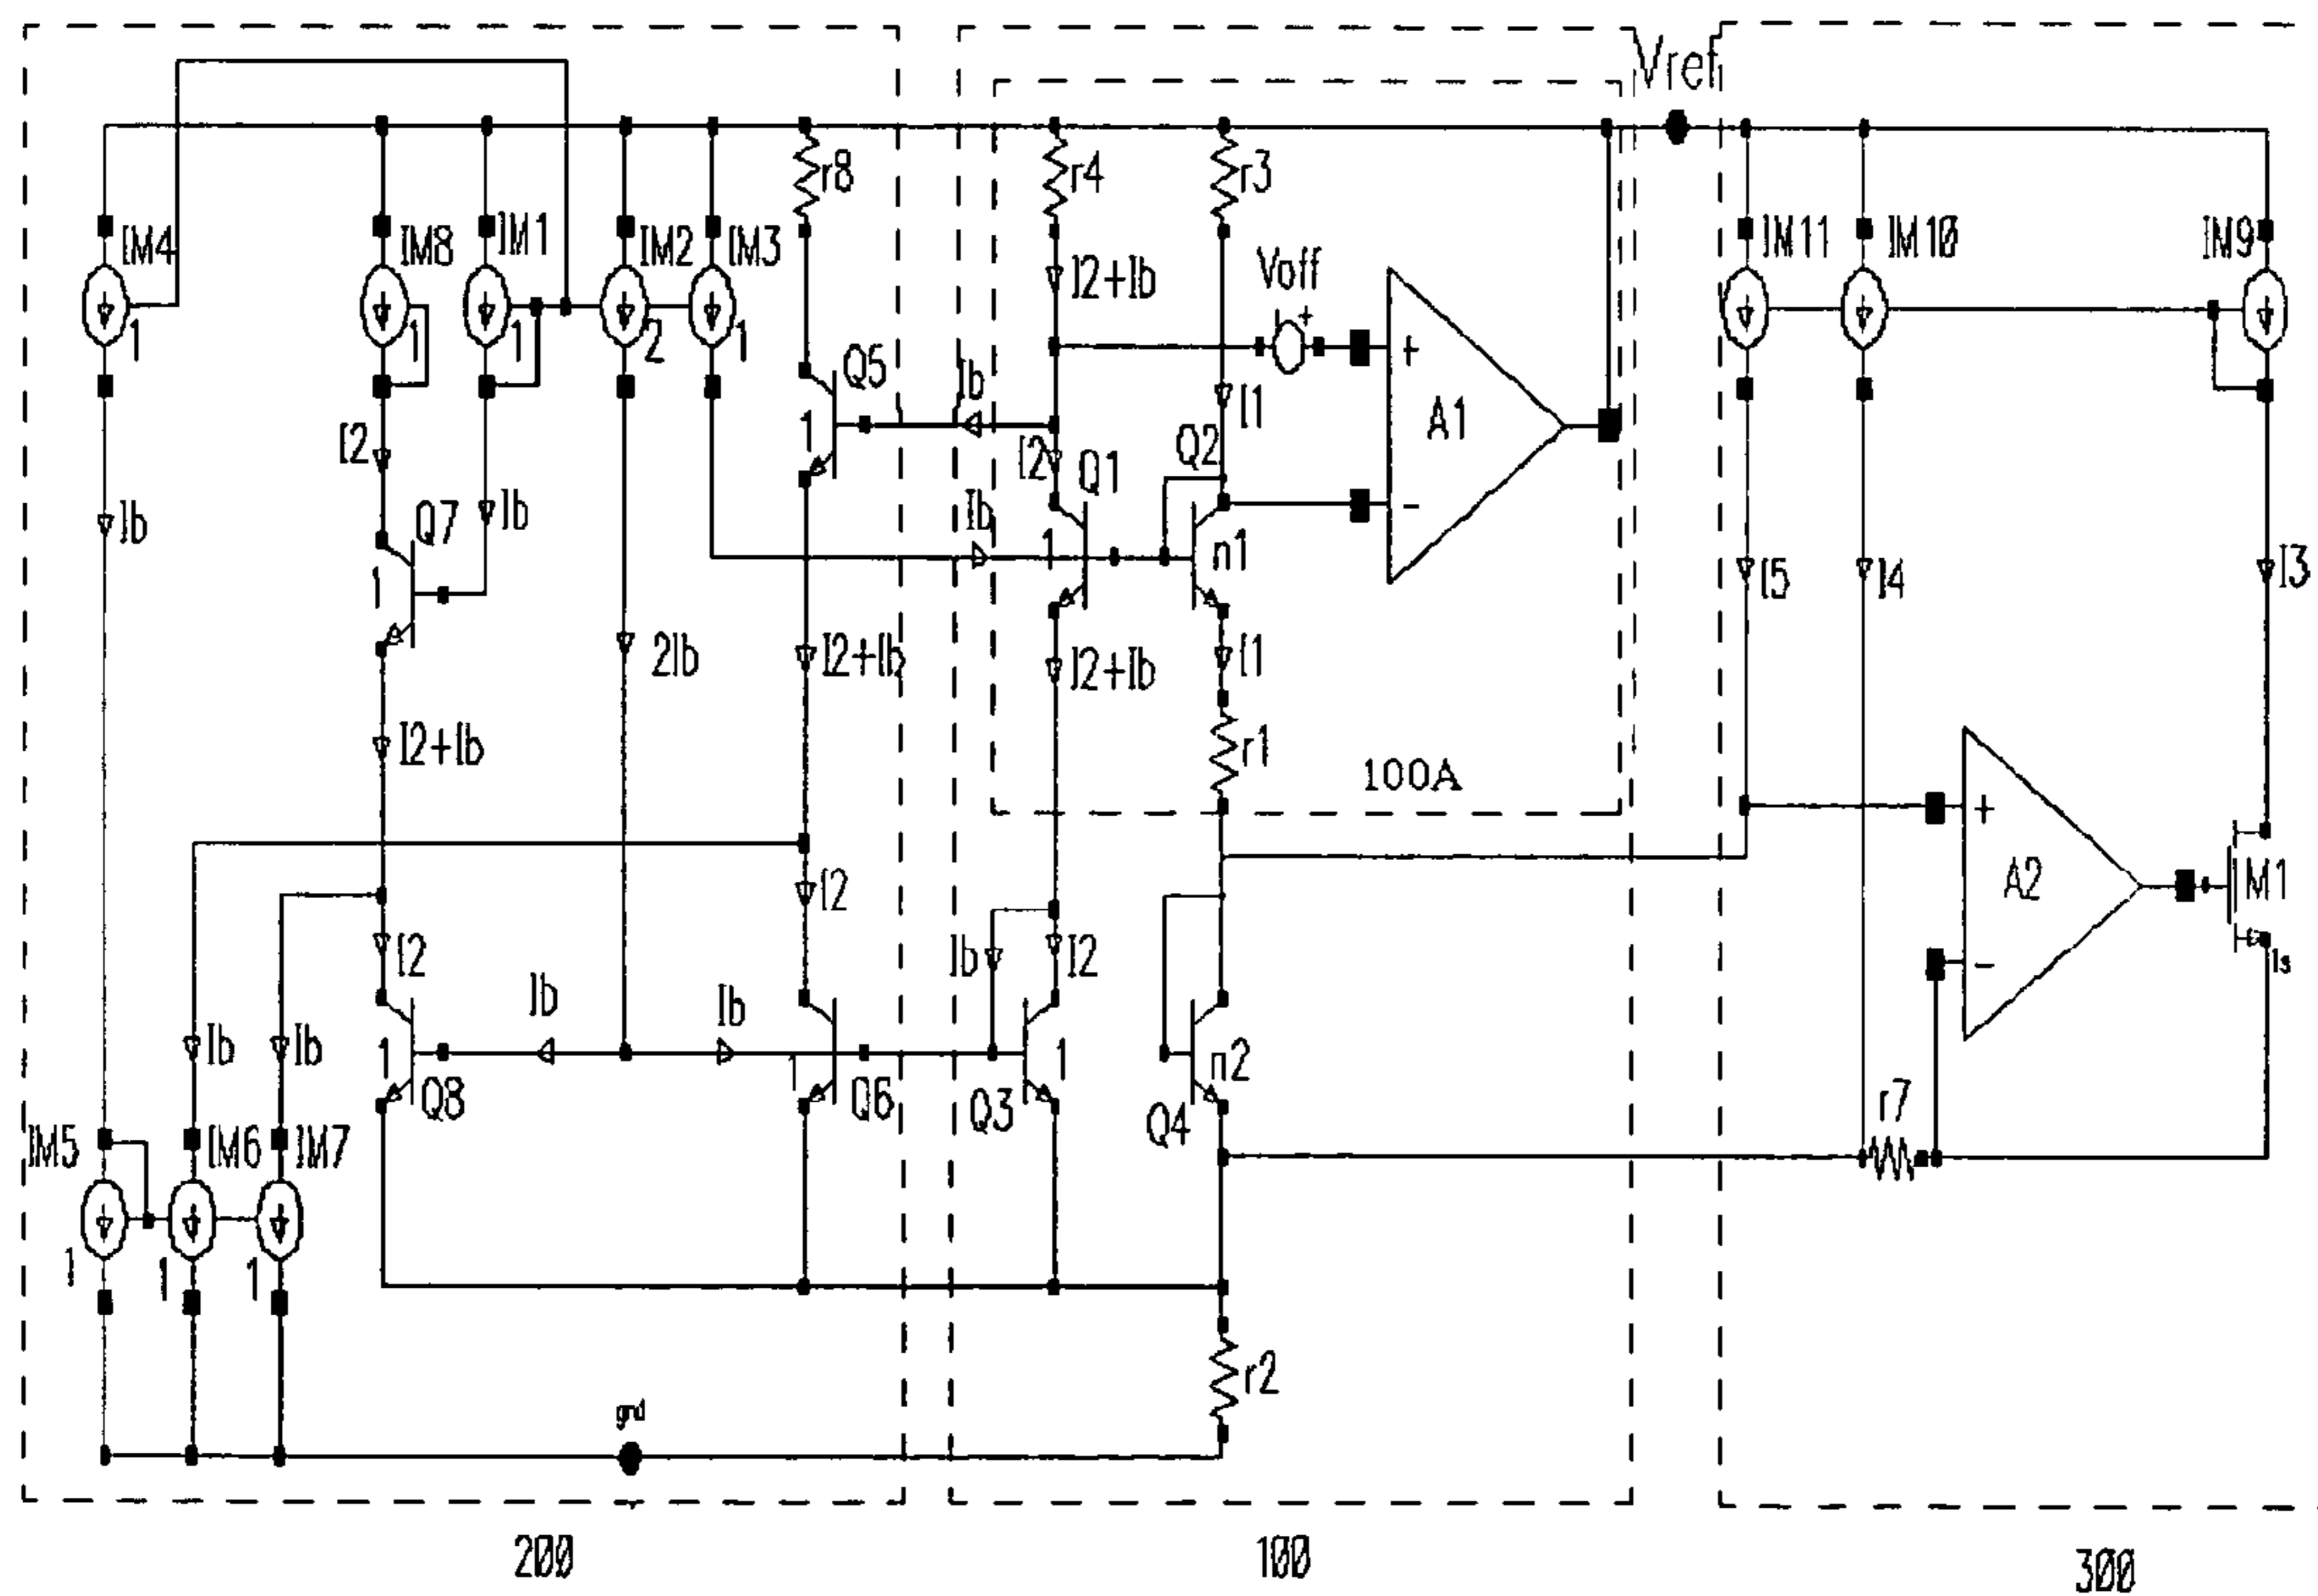 Vref
r8
r4
r3
IM4
IM8
IM1
IM2
IM3
IM11
IM10
IM9
I2+Ib
Voff
+
1
1
1
2
1
Q5
Ib
I1
+
A1
-
1
I2
Q2
I2
Q1
Ib
Q7
Ib
Ib
1
n1
I5
I4
I3
1
2Ib
I2+Ib
I2+Ib
I1
I2+Ib
r1
100A
+
A2
-
M1
Is
I2
I2
Ib
I2
Ib
Ib
Ib
Ib
1
Q8
1
Q6
Q3
1
n2
Q4
r7
IM5
IM6
IM7
1
1
1
r2
gnd
200
100
300